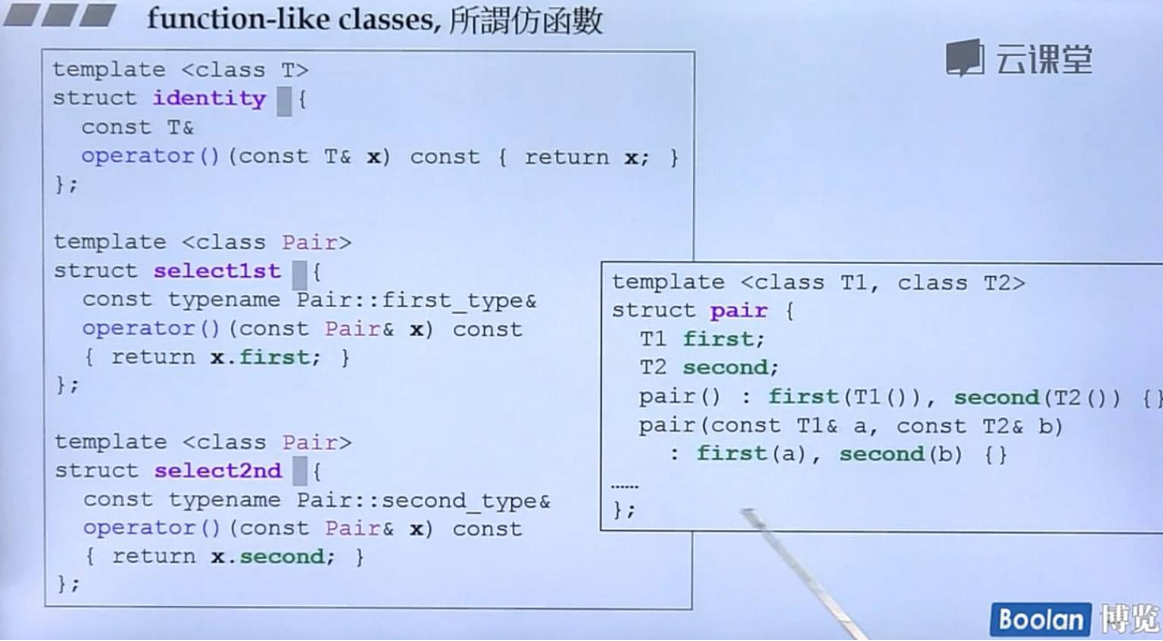 function-like classes, 所謂仿函數
云课堂
template <class T>
struct identity {
const T&
operator()(const T& x) const { return x; }
};
template <class Pair>
struct select1st {
const typename Pair::first_type&
operator()(const Pair& x) const
{ return x.first; }
};
template <class Pair>
struct select2nd {
const typename Pair::second_type&
operator()(const Pair& x) const
{ return x.second; }
};
template <class T1, class T2>
struct pair {
T1 first;
T2 second;
pair() : first(T1()), second(T2()) {}
pair(const T1& a, const T2& b)
: first(a), second(b) {}
……
};
Boolan 博览